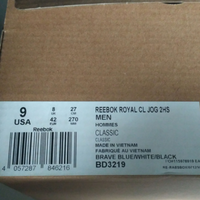 9
USA
8
UK
27
CM
42
EUR
270
MM
Reebok
4 057287 846216
REEBOK ROYAL CL JOG 2HS
MEN
HOMMES
CLASSIC
CLASSIC
MADE IN VIETNAM
FABRIQUE AU VIETNAM
BRAVE BLUE/WHITE/BLACK
BD3219